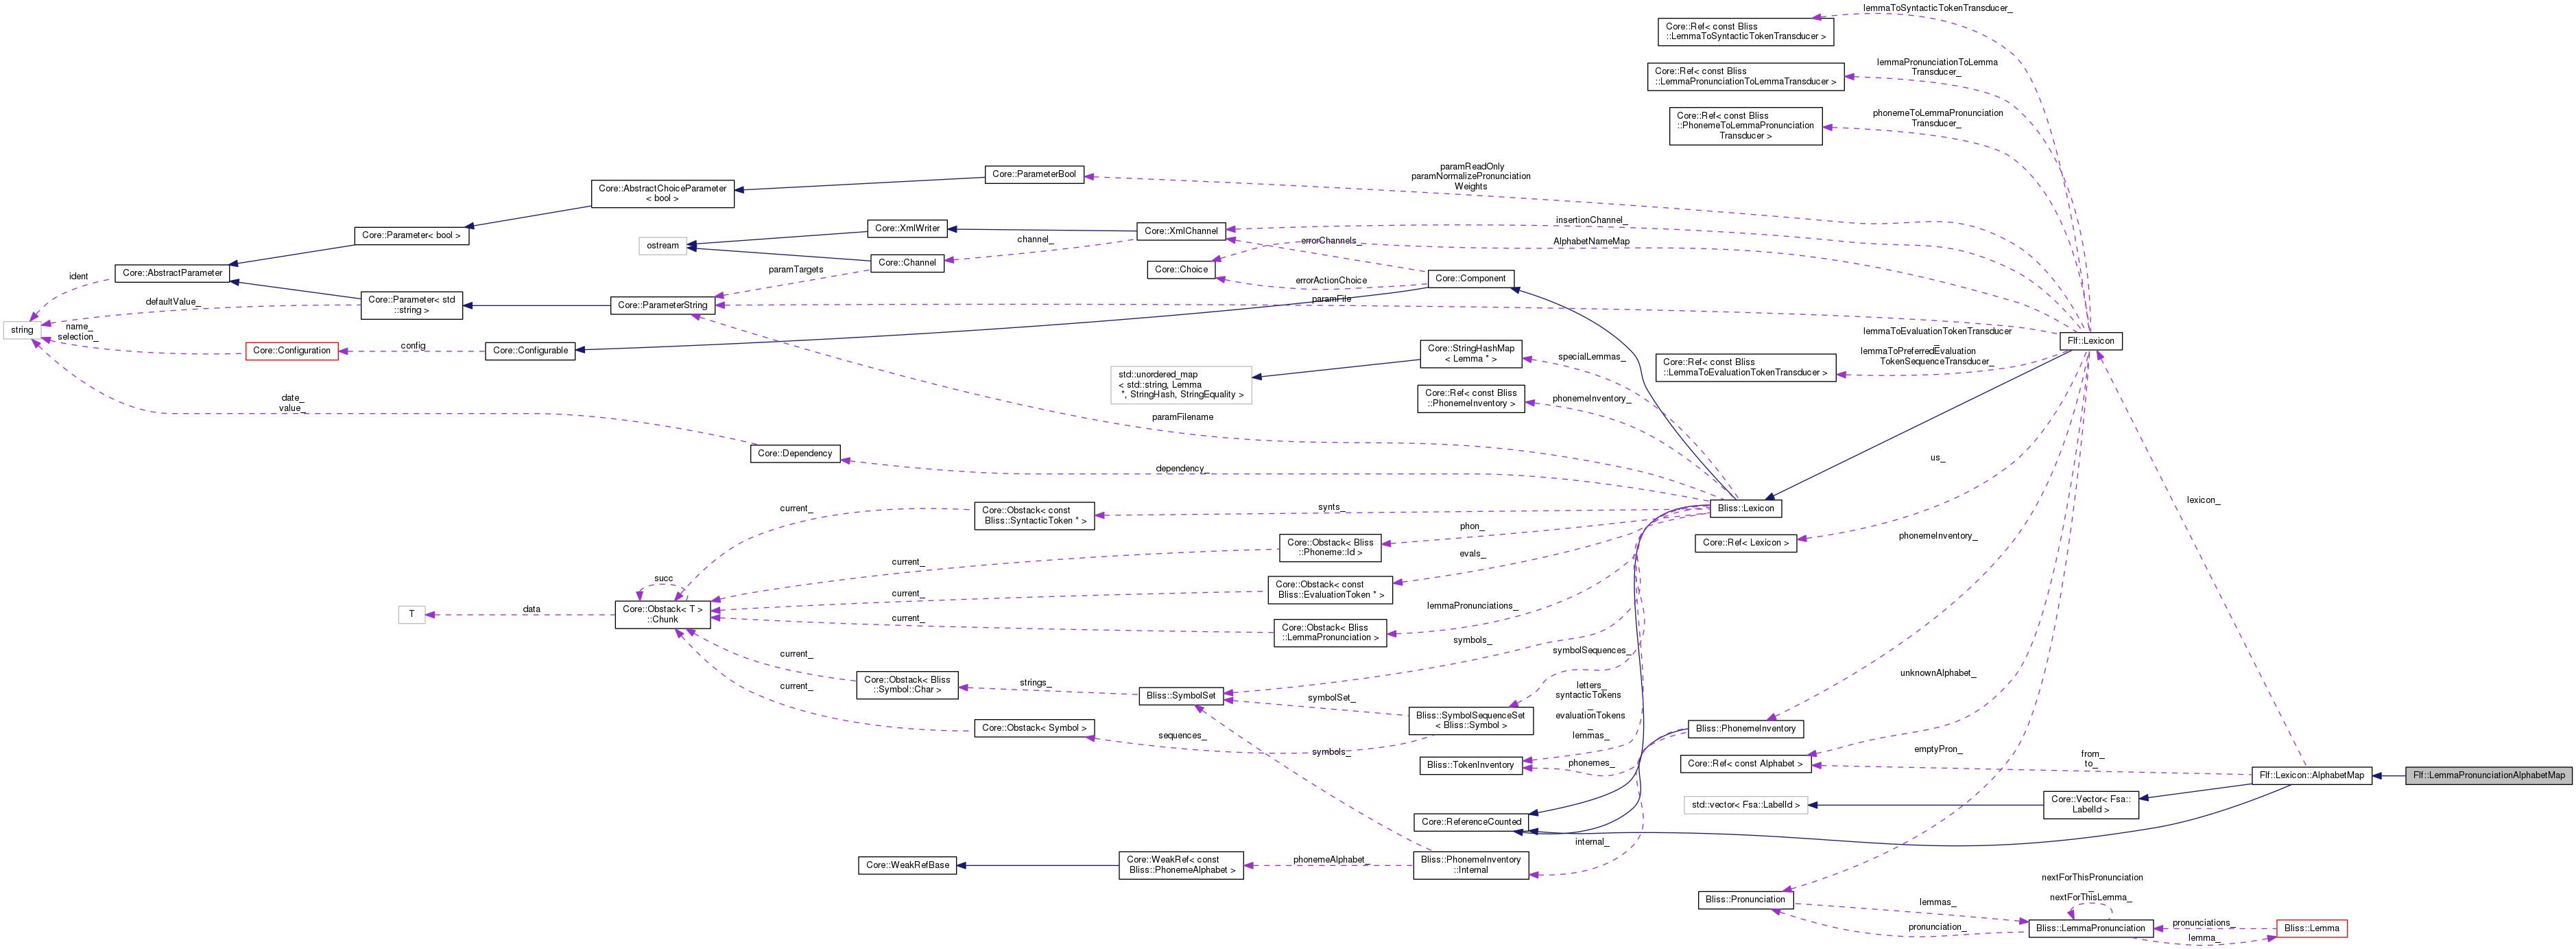 lemmaToSyntacticTokenTransducer_
Core::Ref< const Bliss
::LemmaToSyntacticTokenTransducer >
lemmaPronunciationToLemma
Transducer_
Core::Ref< const Bliss
::LemmaPronunciationToLemmaTransducer >
phonemeToLemmaPronunciation
Transducer_
Core::Ref< const Bliss
::PhonemeToLemmaPronunciation
Transducer >
paramReadOnly
paramNormalizePronunciation
Weights
Core::ParameterBool
Core::AbstractChoiceParameter
< bool >
Core::Parameter< bool >
insertionChannel_
Core::XmlWriter
Core::XmlChannel
ostream
channel_
errorChannels_
AlphabetNameMap
Core::Channel
Core::Choice
paramTargets
Core::AbstractParameter
ident
errorActionChoice
Core::Component
defaultValue_
Core::Parameter< std
::string >
Core::ParameterString
paramFile
string
name_
selection_
Core::Configuration
config
Core::Configurable
lemmaToEvaluationTokenTransducer
_
lemmaToPreferredEvaluation
TokenSequenceTransducer_
Flf::Lexicon
Core::StringHashMap
< Lemma * >
specialLemmas_
Core::Ref< const Bliss
::LemmaToEvaluationTokenTransducer >
std::unordered_map
< std::string, Lemma
*, StringHash, StringEquality >
Core::Ref< const Bliss
::PhonemeInventory >
phonemeInventory_
date_
value_
paramFilename
Core::Dependency
dependency_
us_
Core::Obstack< const
Bliss::SyntacticToken * >
current_
synts_
Bliss::Lexicon
lexicon_
phon_
Core::Obstack< Bliss
::Phoneme::Id >
Core::Ref< Lexicon >
phonemeInventory_
current_
evals_
succ
Core::Obstack< const
Bliss::EvaluationToken * >
current_
T
data
Core::Obstack< T >
::Chunk
current_
lemmaPronunciations_
Core::Obstack< Bliss
::LemmaPronunciation >
symbols_
symbolSequences_
current_
Core::Obstack< Bliss
::Symbol::Char >
strings_
Bliss::SymbolSet
symbolSet_
current_
unknownAlphabet_
letters_
syntacticTokens
_
evaluationTokens
_
lemmas_
Bliss::SymbolSequenceSet
< Bliss::Symbol >
Core::Obstack< Symbol >
sequences_
Bliss::PhonemeInventory
symbols_
emptyPron_
Bliss::TokenInventory
phonemes_
Core::Ref< const Alphabet >
from_
to_
Flf::Lexicon::AlphabetMap
Flf::LemmaPronunciationAlphabetMap
std::vector< Fsa::LabelId >
Core::Vector< Fsa::
LabelId >
Core::ReferenceCounted
internal_
Core::WeakRefBase
Core::WeakRef< const
Bliss::PhonemeAlphabet >
phonemeAlphabet_
Bliss::PhonemeInventory
::Internal
nextForThisPronunciation
_
nextForThisLemma_
Bliss::Pronunciation
lemmas_
pronunciation_
Bliss::LemmaPronunciation
pronunciations_
lemma_
Bliss::Lemma